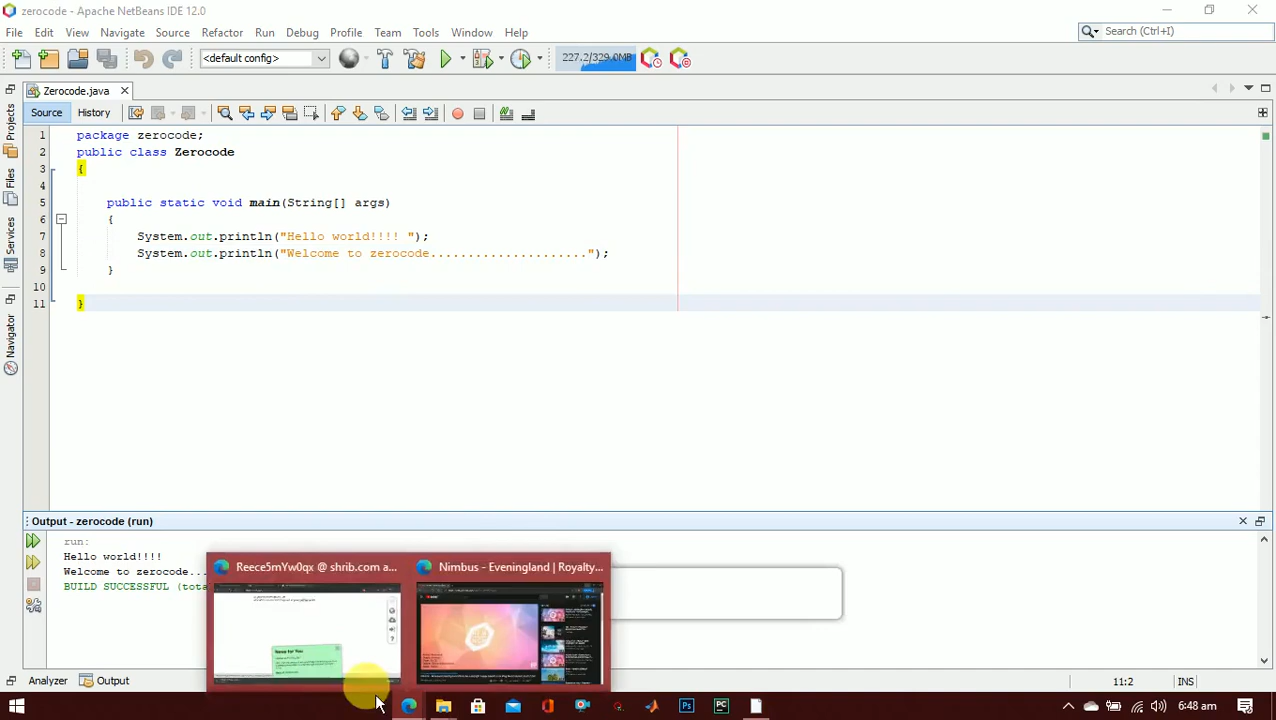 zerocode - Apache NetBeans IDE 12.0
File Edit View Navigate Source Refactor Run Debug Profile Team Tools Window Help
Search (Ctrl+I)
<default config>
227.2/329.0MB
Zerocode.java
Source History
Projects
Files
Services
Navigator
1 package zerocode;
2 public class Zerocode
3 {
4
5 public static void main(String[] args)
6 {
7 System.out.println("Hello world!!!! ");
8 System.out.println("Welcome to zerocode.....................");
9 }
10
11 }
Output - zerocode (run)
run:
Hello world!!!!
Welcome to zerocode...
BUILD SUCCESSFUL (tota
Reece5mYw0qx @ shrib.com a...
Nimbus - Eveningland | Royalty...
Output
11:2
INS
6:48 am